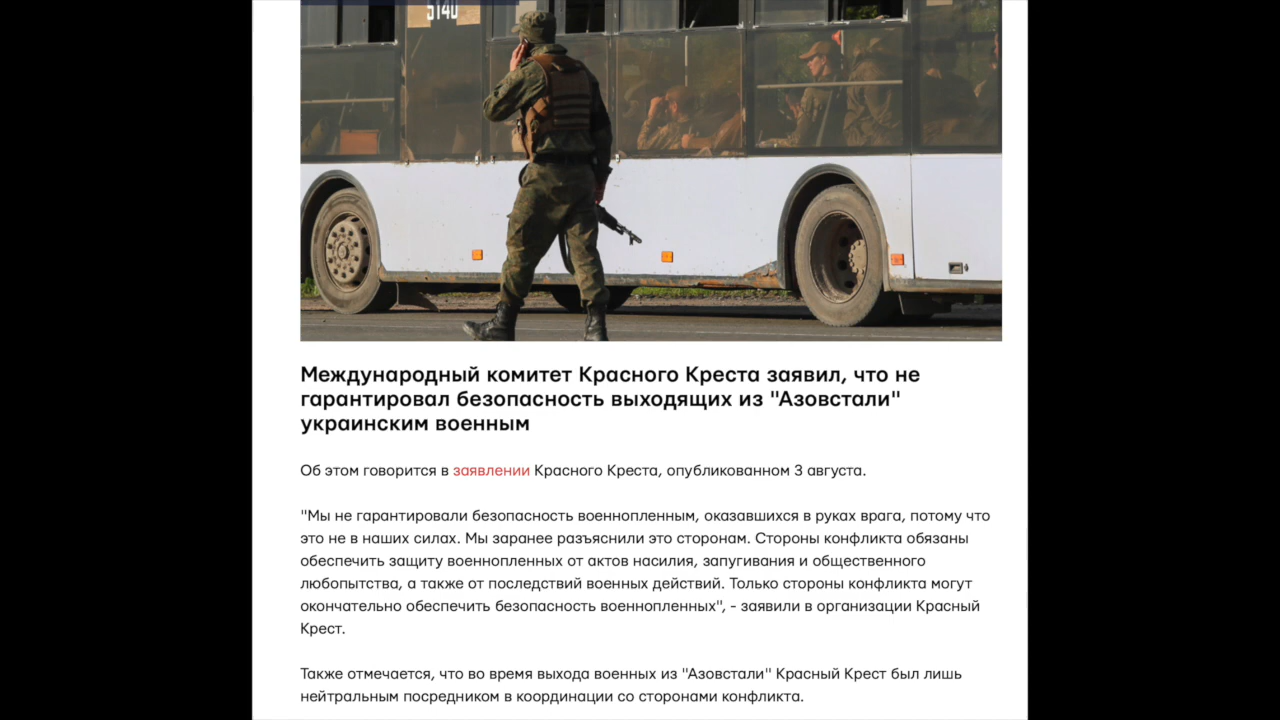 5140
Международный комитет Красного Креста заявил, что не
гарантировал безопасность выходящих из "Азовстали"
украинским военным
Об этом говорится в заявлении Красного Креста, опубликованном 3 августа.
"Мы не гарантировали безопасность военнопленным, оказавшихся в руках врага, потому что
это не в наших силах. Мы заранее разъяснили это сторонам. Стороны конфликта обязаны
обеспечить защиту военнопленных от актов насилия, запугивания и общественного
любопытства, а также от последствий военных действий. Только стороны конфликта могут
окончательно обеспечить безопасность военнопленных", - заявили в организации Красный
Крест.
Также отмечается, что во время выхода военных из "Азовстали" Красный Крест был лишь
нейтральным посредником в координации со сторонами конфликта.